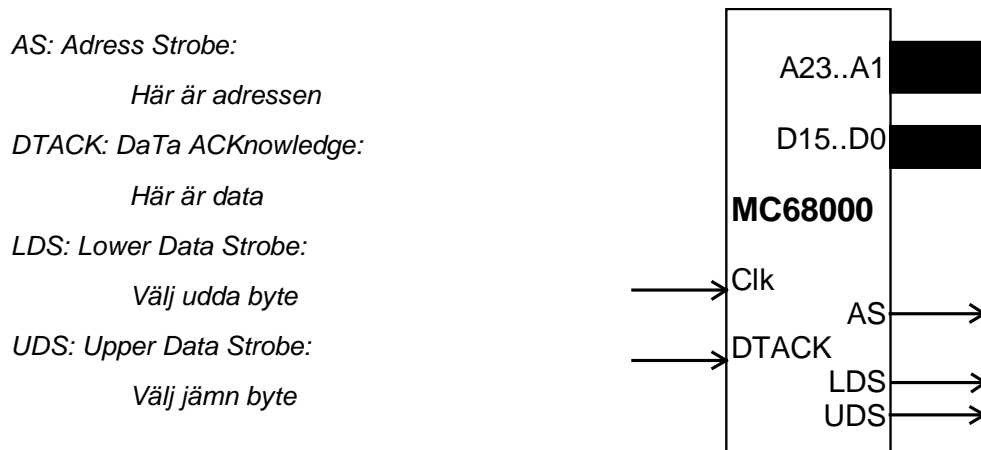 AS: Adress Strobe:
Här är adressen
DTACK: DaTa ACKnowledge:
Här är data
LDS: Lower Data Strobe:
Välj udda byte
UDS: Upper Data Strobe:
Välj jämn byte
A23..A1
D15..D0
MC68000
Clk
AS
DTACK
LDS
UDS